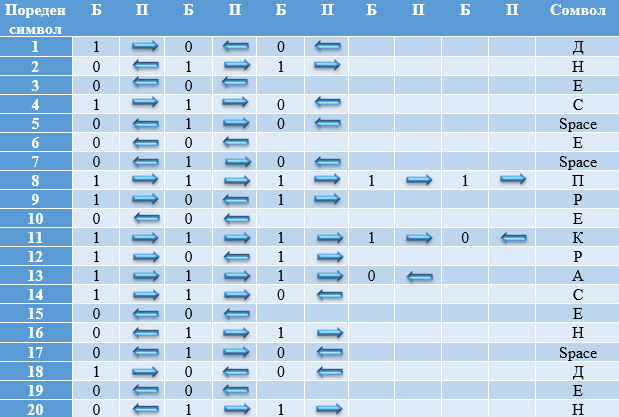 Пореден символ Б П Б П Б П Б П Б П Сомвол
1 1 0 0 Д
2 0 1 1 Н
3 0 0 Е
4 1 1 0 С
5 0 1 0 Space
6 0 0 Е
7 0 1 0 Space
8 1 1 1 1 1 П
9 1 0 1 Р
10 0 0 Е
11 1 1 1 1 0 К
12 1 0 1 Р
13 1 1 1 0 А
14 1 1 0 С
15 0 0 Е
16 0 1 1 Н
17 0 1 0 Space
18 1 0 0 Д
19 0 0 Е
20 0 1 1 Н